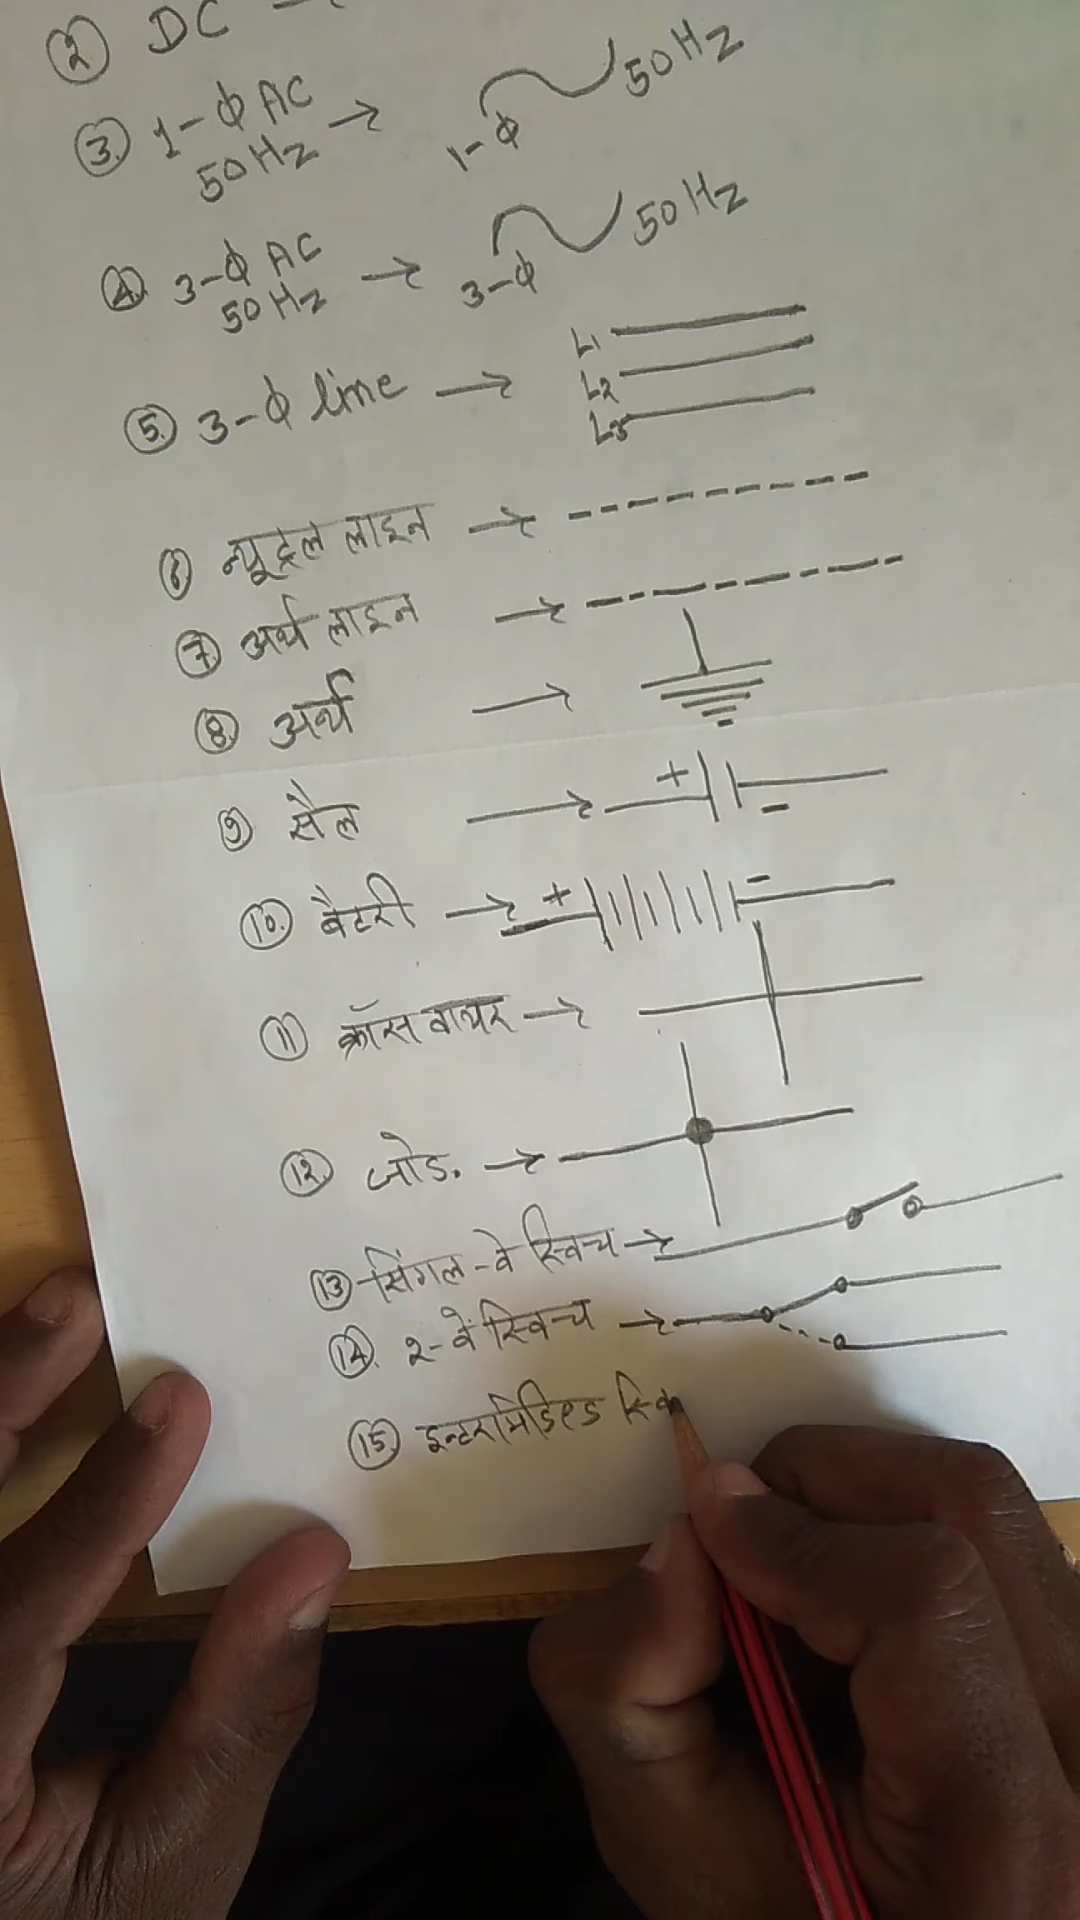 ② DC
③. 1-ϕ AC → 1-ϕ 50Hz
50Hz
④. 3-ϕ AC → 3-ϕ 50Hz
50Hz
⑤. 3-ϕ line → L1
L2
L3
⑥ न्यूट्रल लाइन →
⑦. अर्थ लाइन →
⑧. अर्थ →
⑨ सैल → + -
⑩. बैटरी → + -
⑪ क्रॉस वायर →
⑫. जोड. →
⑬ सिंगल-वे स्विच →
⑭. २-वे स्विच →
⑮. इन्टरमिडिएड स्वि